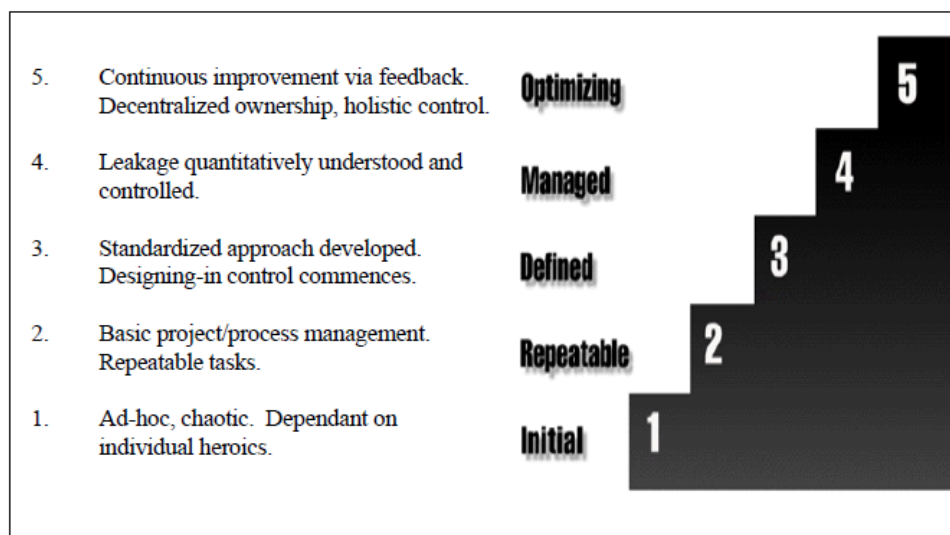 5. Continuous improvement via feedback.
Decentralized ownership, holistic control.
Optimizing
5
4. Leakage quantitatively understood and
controlled.
Managed
4
3. Standardized approach developed.
Designing-in control commences.
Defined
3
2. Basic project/process management.
Repeatable tasks.
Repeatable
2
1. Ad-hoc, chaotic. Dependant on
individual heroics.
Initial
1